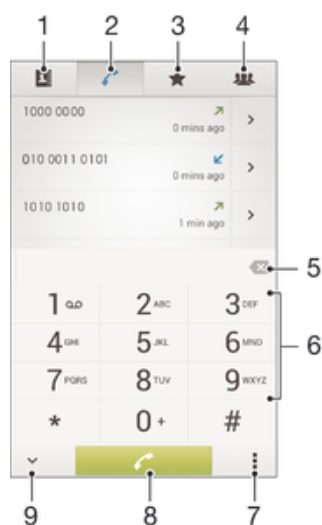 1 2 3 4
1000 0000
0 mins ago
010 0011 0101
0 mins ago
1010 1010
1 min ago
5
1 2 ABC 3 DEF
4 GHI 5 JKL 6 MNO
6
7 PQRS 8 TUV 9 WXYZ
* 0 + #
9 8 7